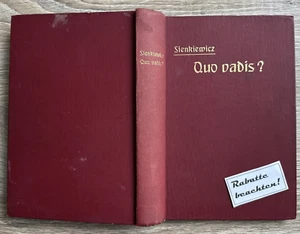 Sienkiewicz
Quo vadis?
Sienkiewicz
Quo vadis?
Rabatte
beachten!